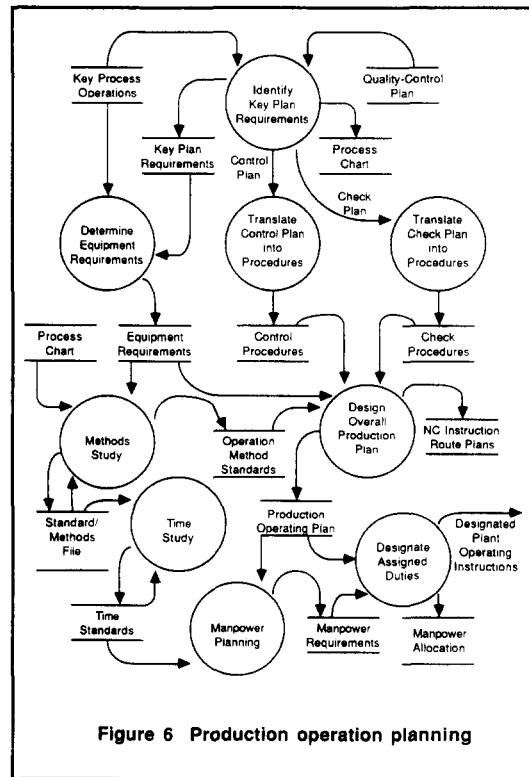 Key Process
Operations
Identify
Key Plan
Requirements
Quality-Control
Plan
Key Plan
Requirements
Control
Plan
Process
Chart
Check
Plan
Determine
Equipment
Requirements
Translate
Control Plan
into
Procedures
Translate
Check Plan
into
Procedures
Process
Chart
Equipment
Requirements
Control
Procedures
Check
Procedures
Methods
Study
Operation
Method
Standards
Design
Overall
Production
Plan
NC Instruction
Route Plans
Standard/
Methods
File
Time
Study
Production
Operating Plan
Designate
Assigned
Duties
Designated
Plant
Operating
Instructions
Time
Standards
Manpower
Planning
Manpower
Requirements
Manpower
Allocation
Figure 6 Production operation planning